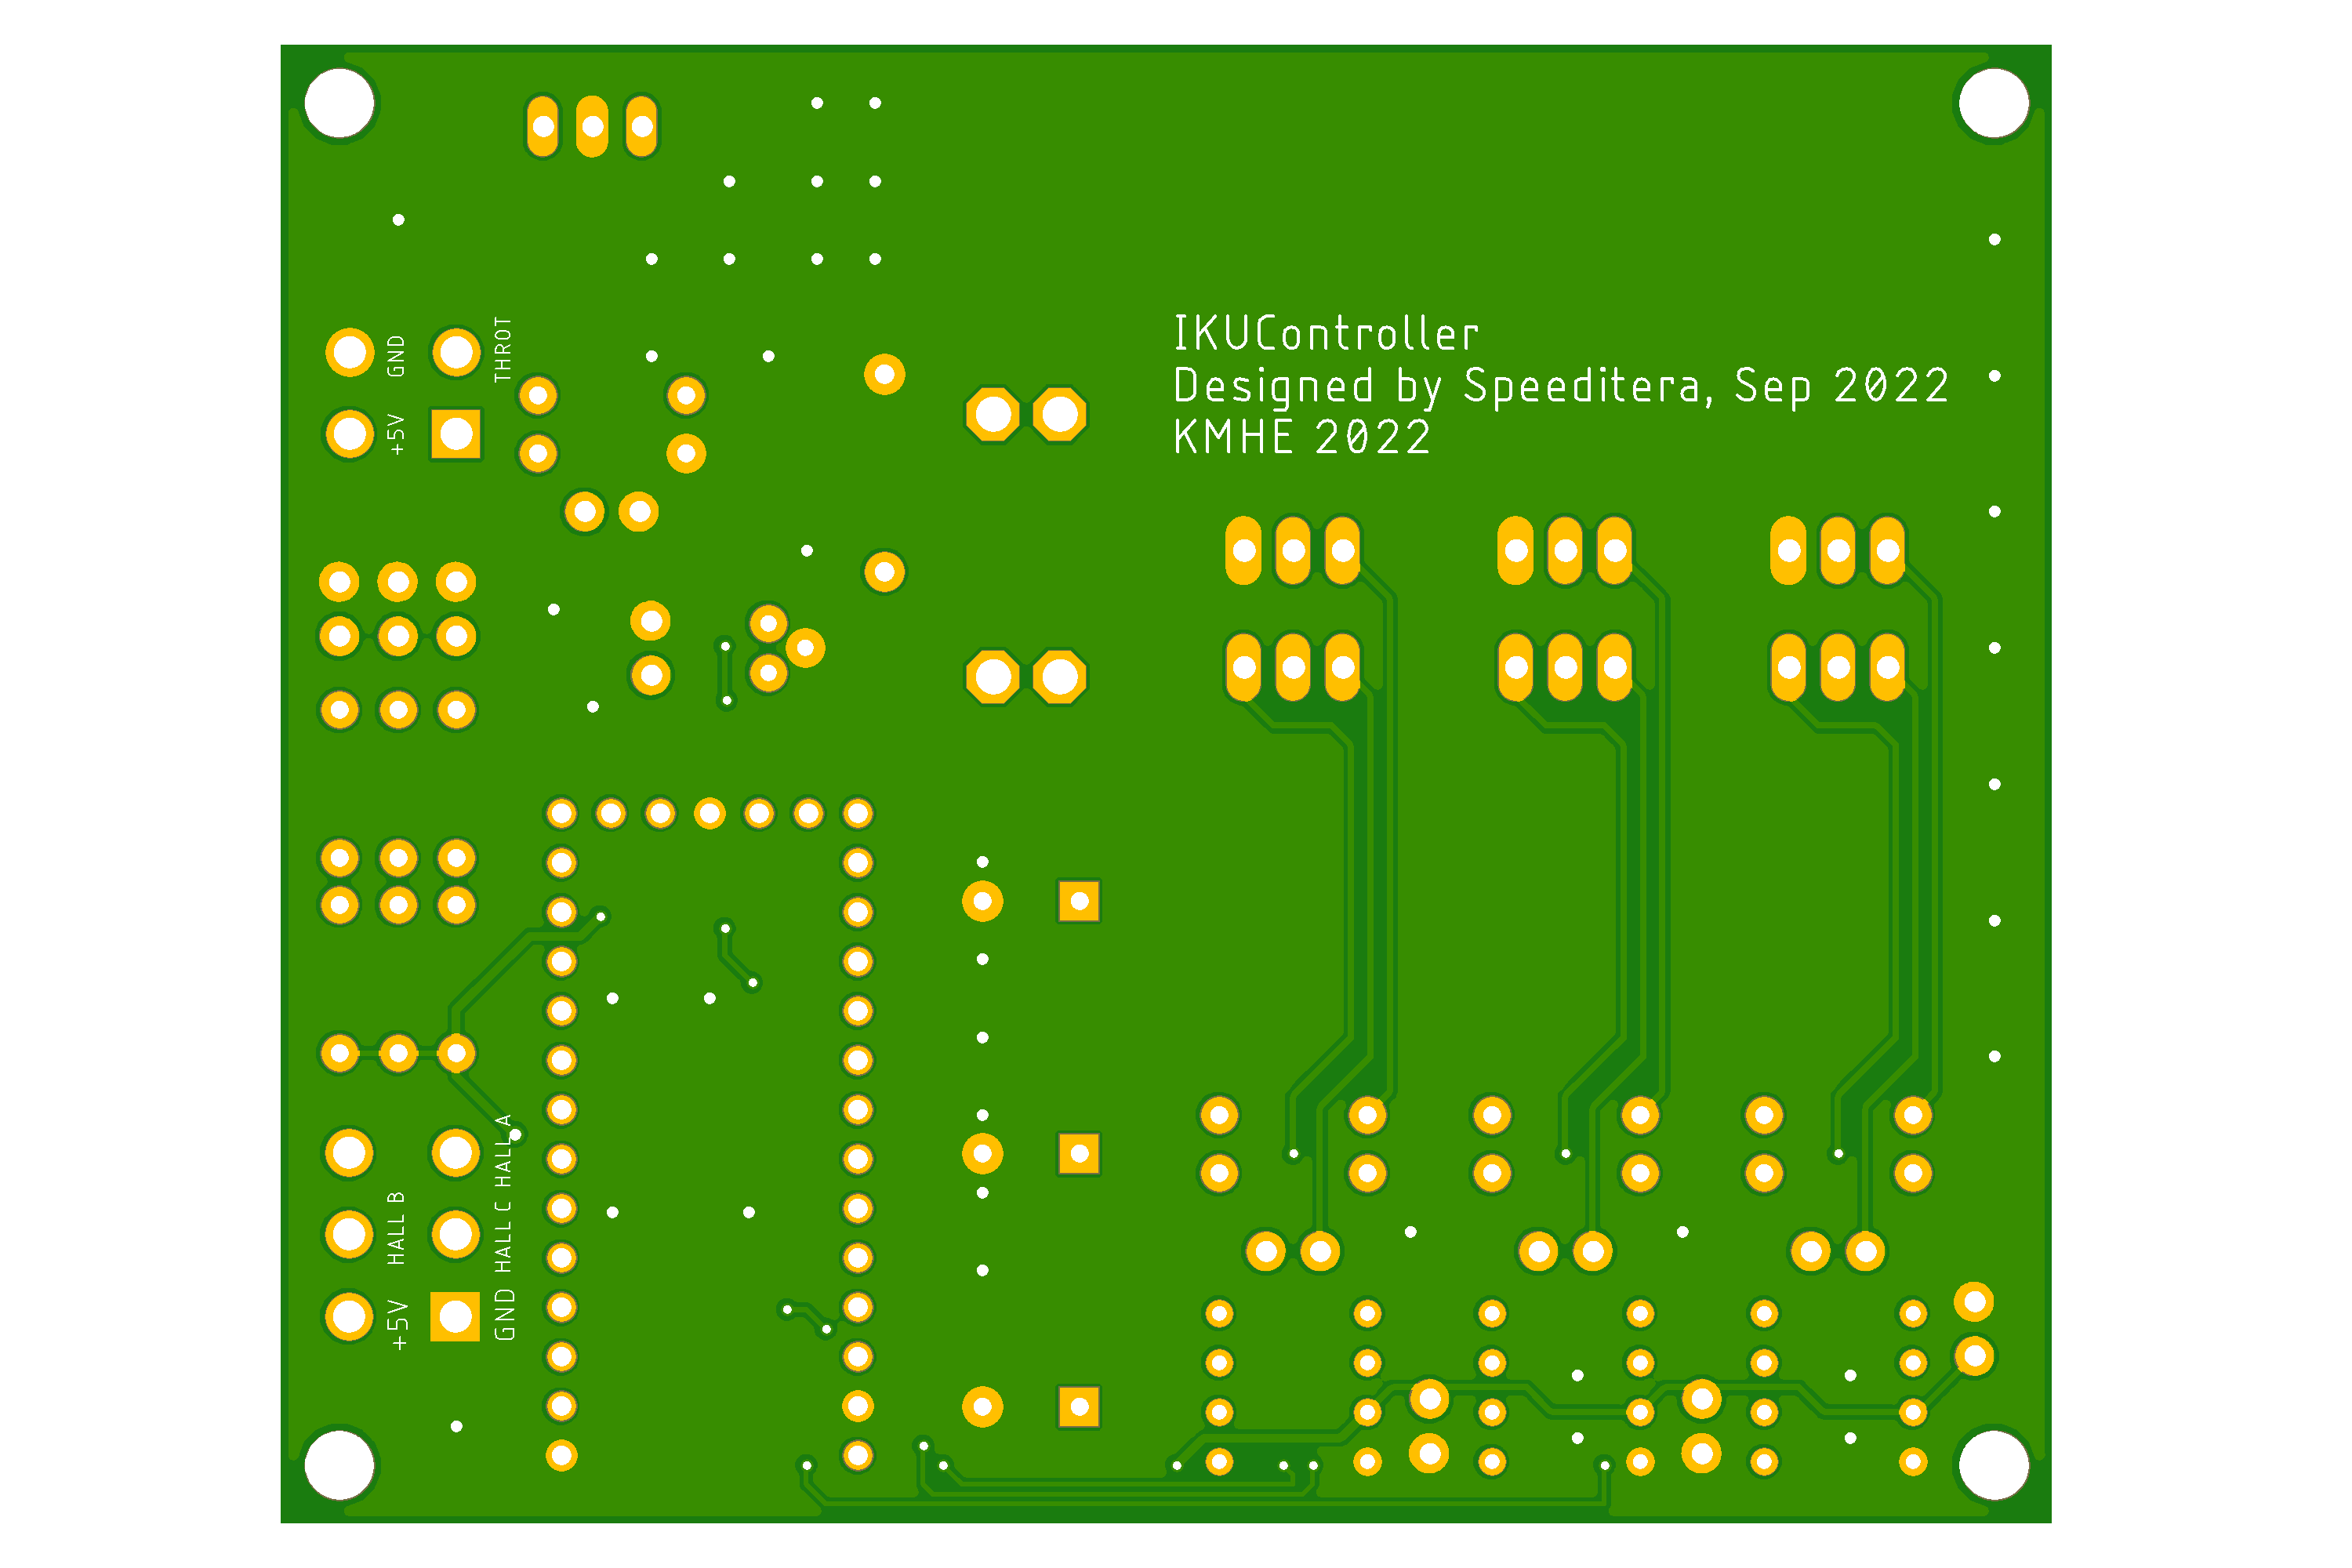 GND
THROT
+5V
IKUController
Designed by Speeditera, Sep 2022
KMHE 2022
HALL A
HALL B
HALL C
+5V
GND